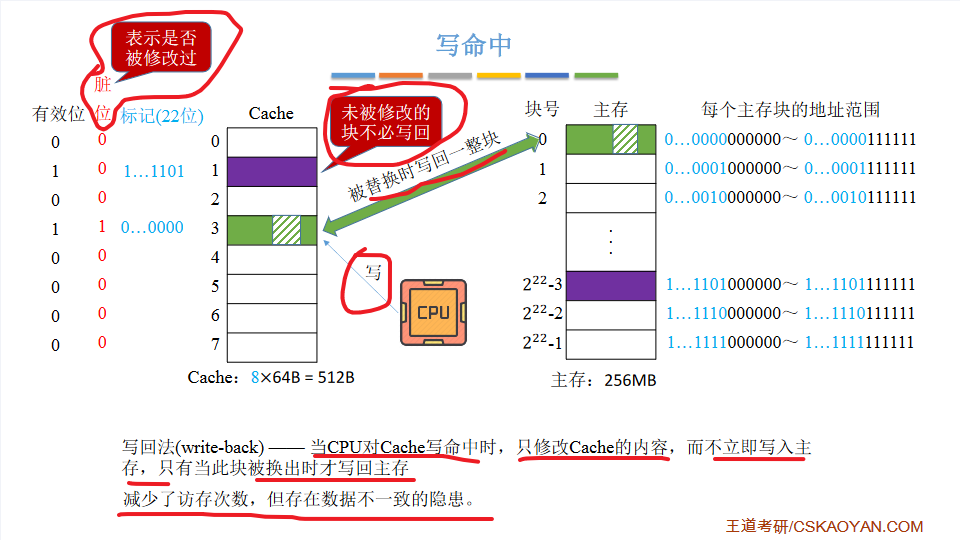 表示是否
被修改过
写命中
脏
位
有效位
标记(22位)
Cache
未被修改的
块不必写回
块号
主存
每个主存块的地址范围
0 0 0
1 0 1…1101 1
0 0 2
1 1 0…0000 3
0 0 4
0 0 5
0 0 6
0 0 7
被替换时写回一整块
写
CPU
0 0…0000000000～ 0…0000111111
1 0…0001000000～ 0…0001111111
2 0…0010000000～ 0…0010111111
⋮
2²²-3 1…1101000000～ 1…1101111111
2²²-2 1…1110000000～ 1…1110111111
2²²-1 1…1111000000～ 1…1111111111
Cache：8×64B = 512B
主存：256MB
写回法(write-back) —— 当CPU对Cache写命中时，只修改Cache的内容，而不立即写入主
存，只有当此块被换出时才写回主存
减少了访存次数，但存在数据不一致的隐患。
王道考研/CSKAOYAN.COM